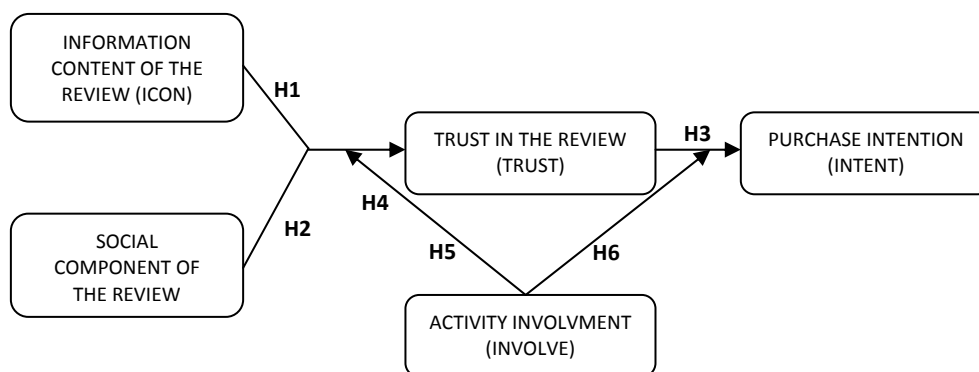 INFORMATION
CONTENT OF THE
REVIEW (ICON)
H1
TRUST IN THE REVIEW
(TRUST)
H3
PURCHASE INTENTION
(INTENT)
H4
H2
SOCIAL
COMPONENT OF
THE REVIEW
H5
H6
ACTIVITY INVOLVMENT
(INVOLVE)